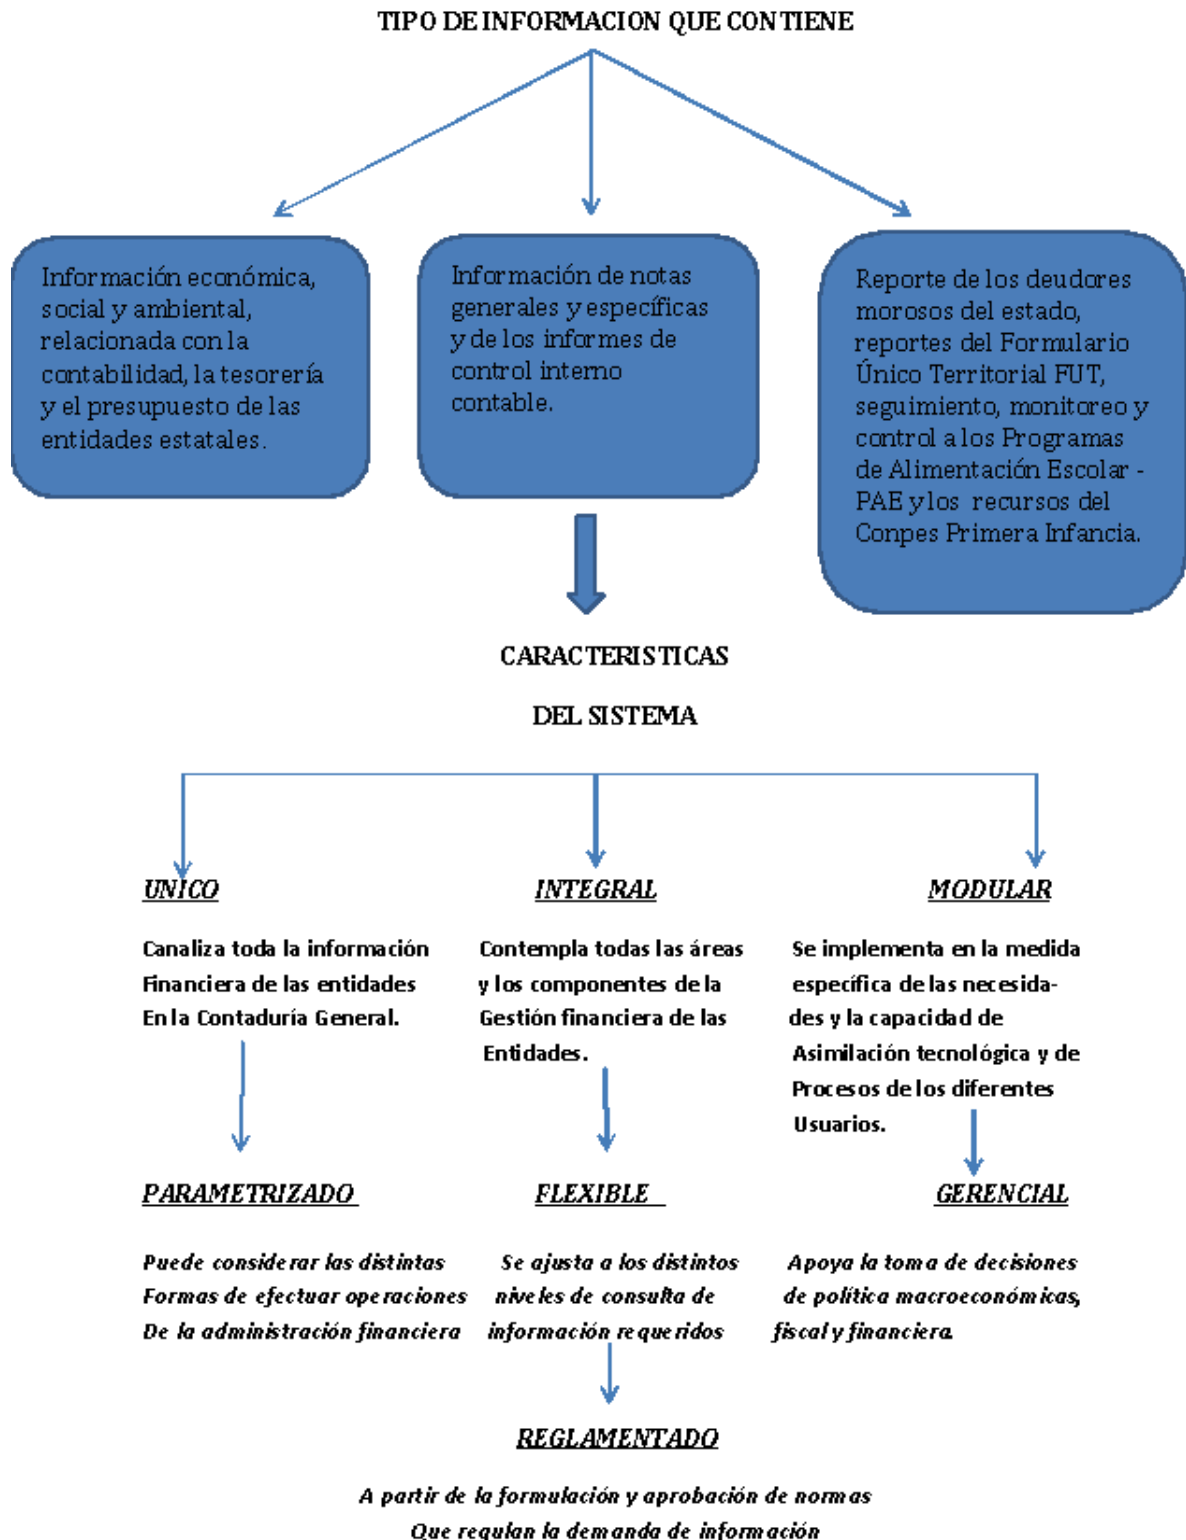 TIPO DE INFORMACION QUE CONTIENE
Información económica,
social y ambiental,
relacionada con la
contabilidad, la tesorería
y el presupuesto de las
entidades estatales.
Información de notas
generales y específicas
y de los informes de
control interno
contable.
Reporte de los deudores
morosos del estado,
reportes del Formulario
Único Territorial FUT,
seguimiento, monitoreo y
control a los Programas
de Alimentación Escolar -
PAE y los recursos del
Conpes Primera Infancia.
CARACTERISTICAS
DEL SISTEMA
UNICO
Canaliza toda la información
Financiera de las entidades
En la Contaduría General.
INTEGRAL
Contempla todas las áreas
y los componentes de la
Gestión financiera de las
Entidades.
MODULAR
Se implementa en la medida
específica de las necesida-
des y la capacidad de
Asimilación tecnológica y de
Procesos de los diferentes
Usuarios.
PARAMETRIZADO
Puede considerar las distintas
Formas de efectuar operaciones
De la administración financiera
FLEXIBLE
Se ajusta a los distintos
niveles de consulta de
información requeridos
GERENCIAL
Apoya la toma de decisiones
de política macroeconómicas,
fiscal y financiera.
REGLAMENTADO
A partir de la formulación y aprobación de normas
Que regulan la demanda de información